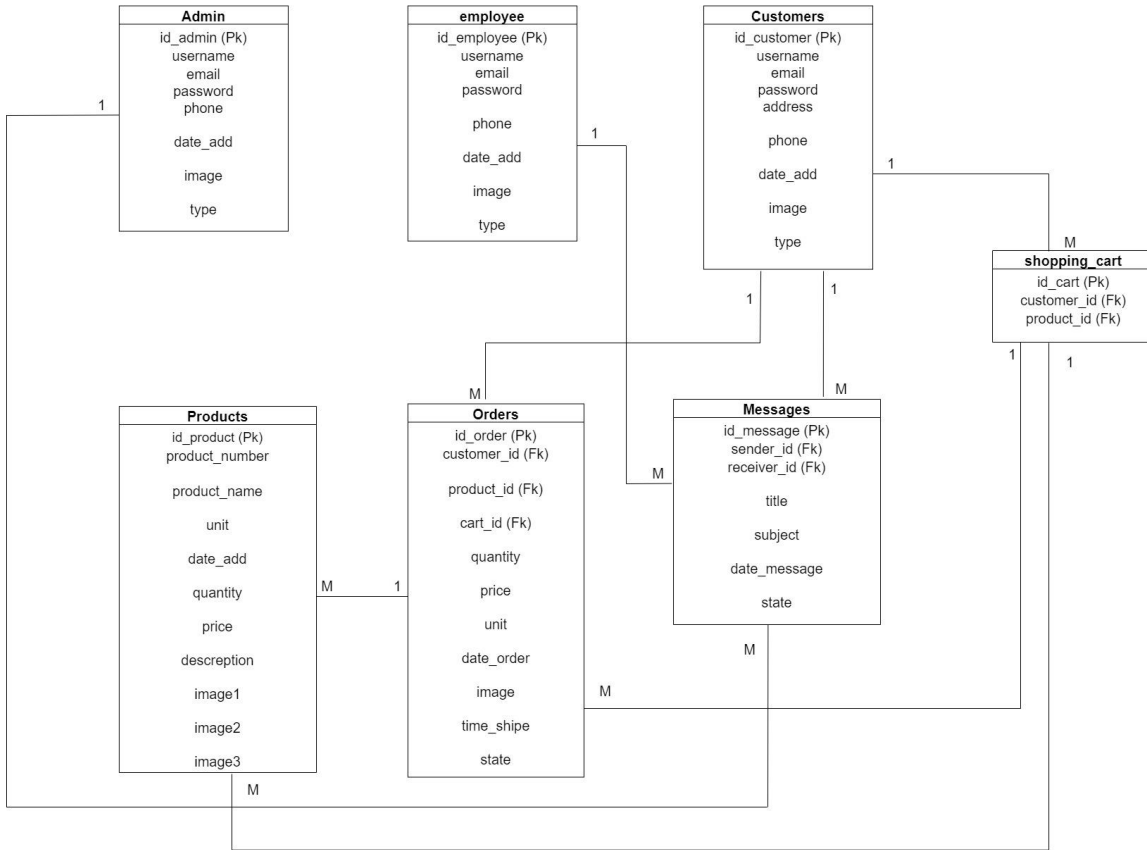 Admin
id_admin (Pk)
username
email
password
phone
date_add
image
type
employee
id_employee (Pk)
username
email
password
phone
date_add
image
type
Customers
id_customer (Pk)
username
email
password
address
phone
date_add
image
type
1
1
1
M
shopping_cart
id_cart (Pk)
customer_id (Fk)
product_id (Fk)
1
1
1
1
M
M
Products
id_product (Pk)
product_number
product_name
unit
date_add
quantity
price
descreption
image1
image2
image3
M
1
Orders
id_order (Pk)
customer_id (Fk)
product_id (Fk)
cart_id (Fk)
quantity
price
unit
date_order
image
time_shipe
state
M
Messages
id_message (Pk)
sender_id (Fk)
receiver_id (Fk)
title
subject
date_message
state
M
M
M